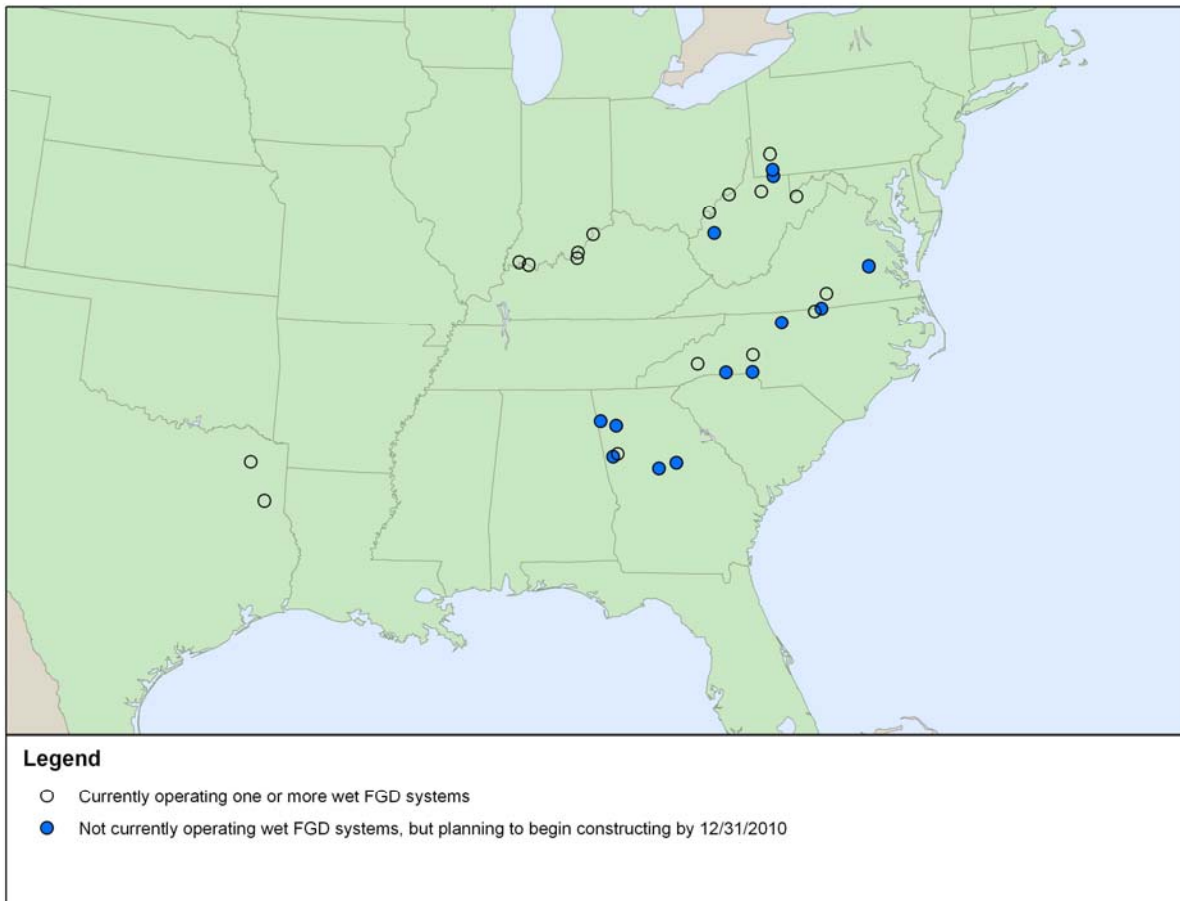 Legend
Currently operating one or more wet FGD systems
Not currently operating wet FGD systems, but planning to begin constructing by 12/31/2010